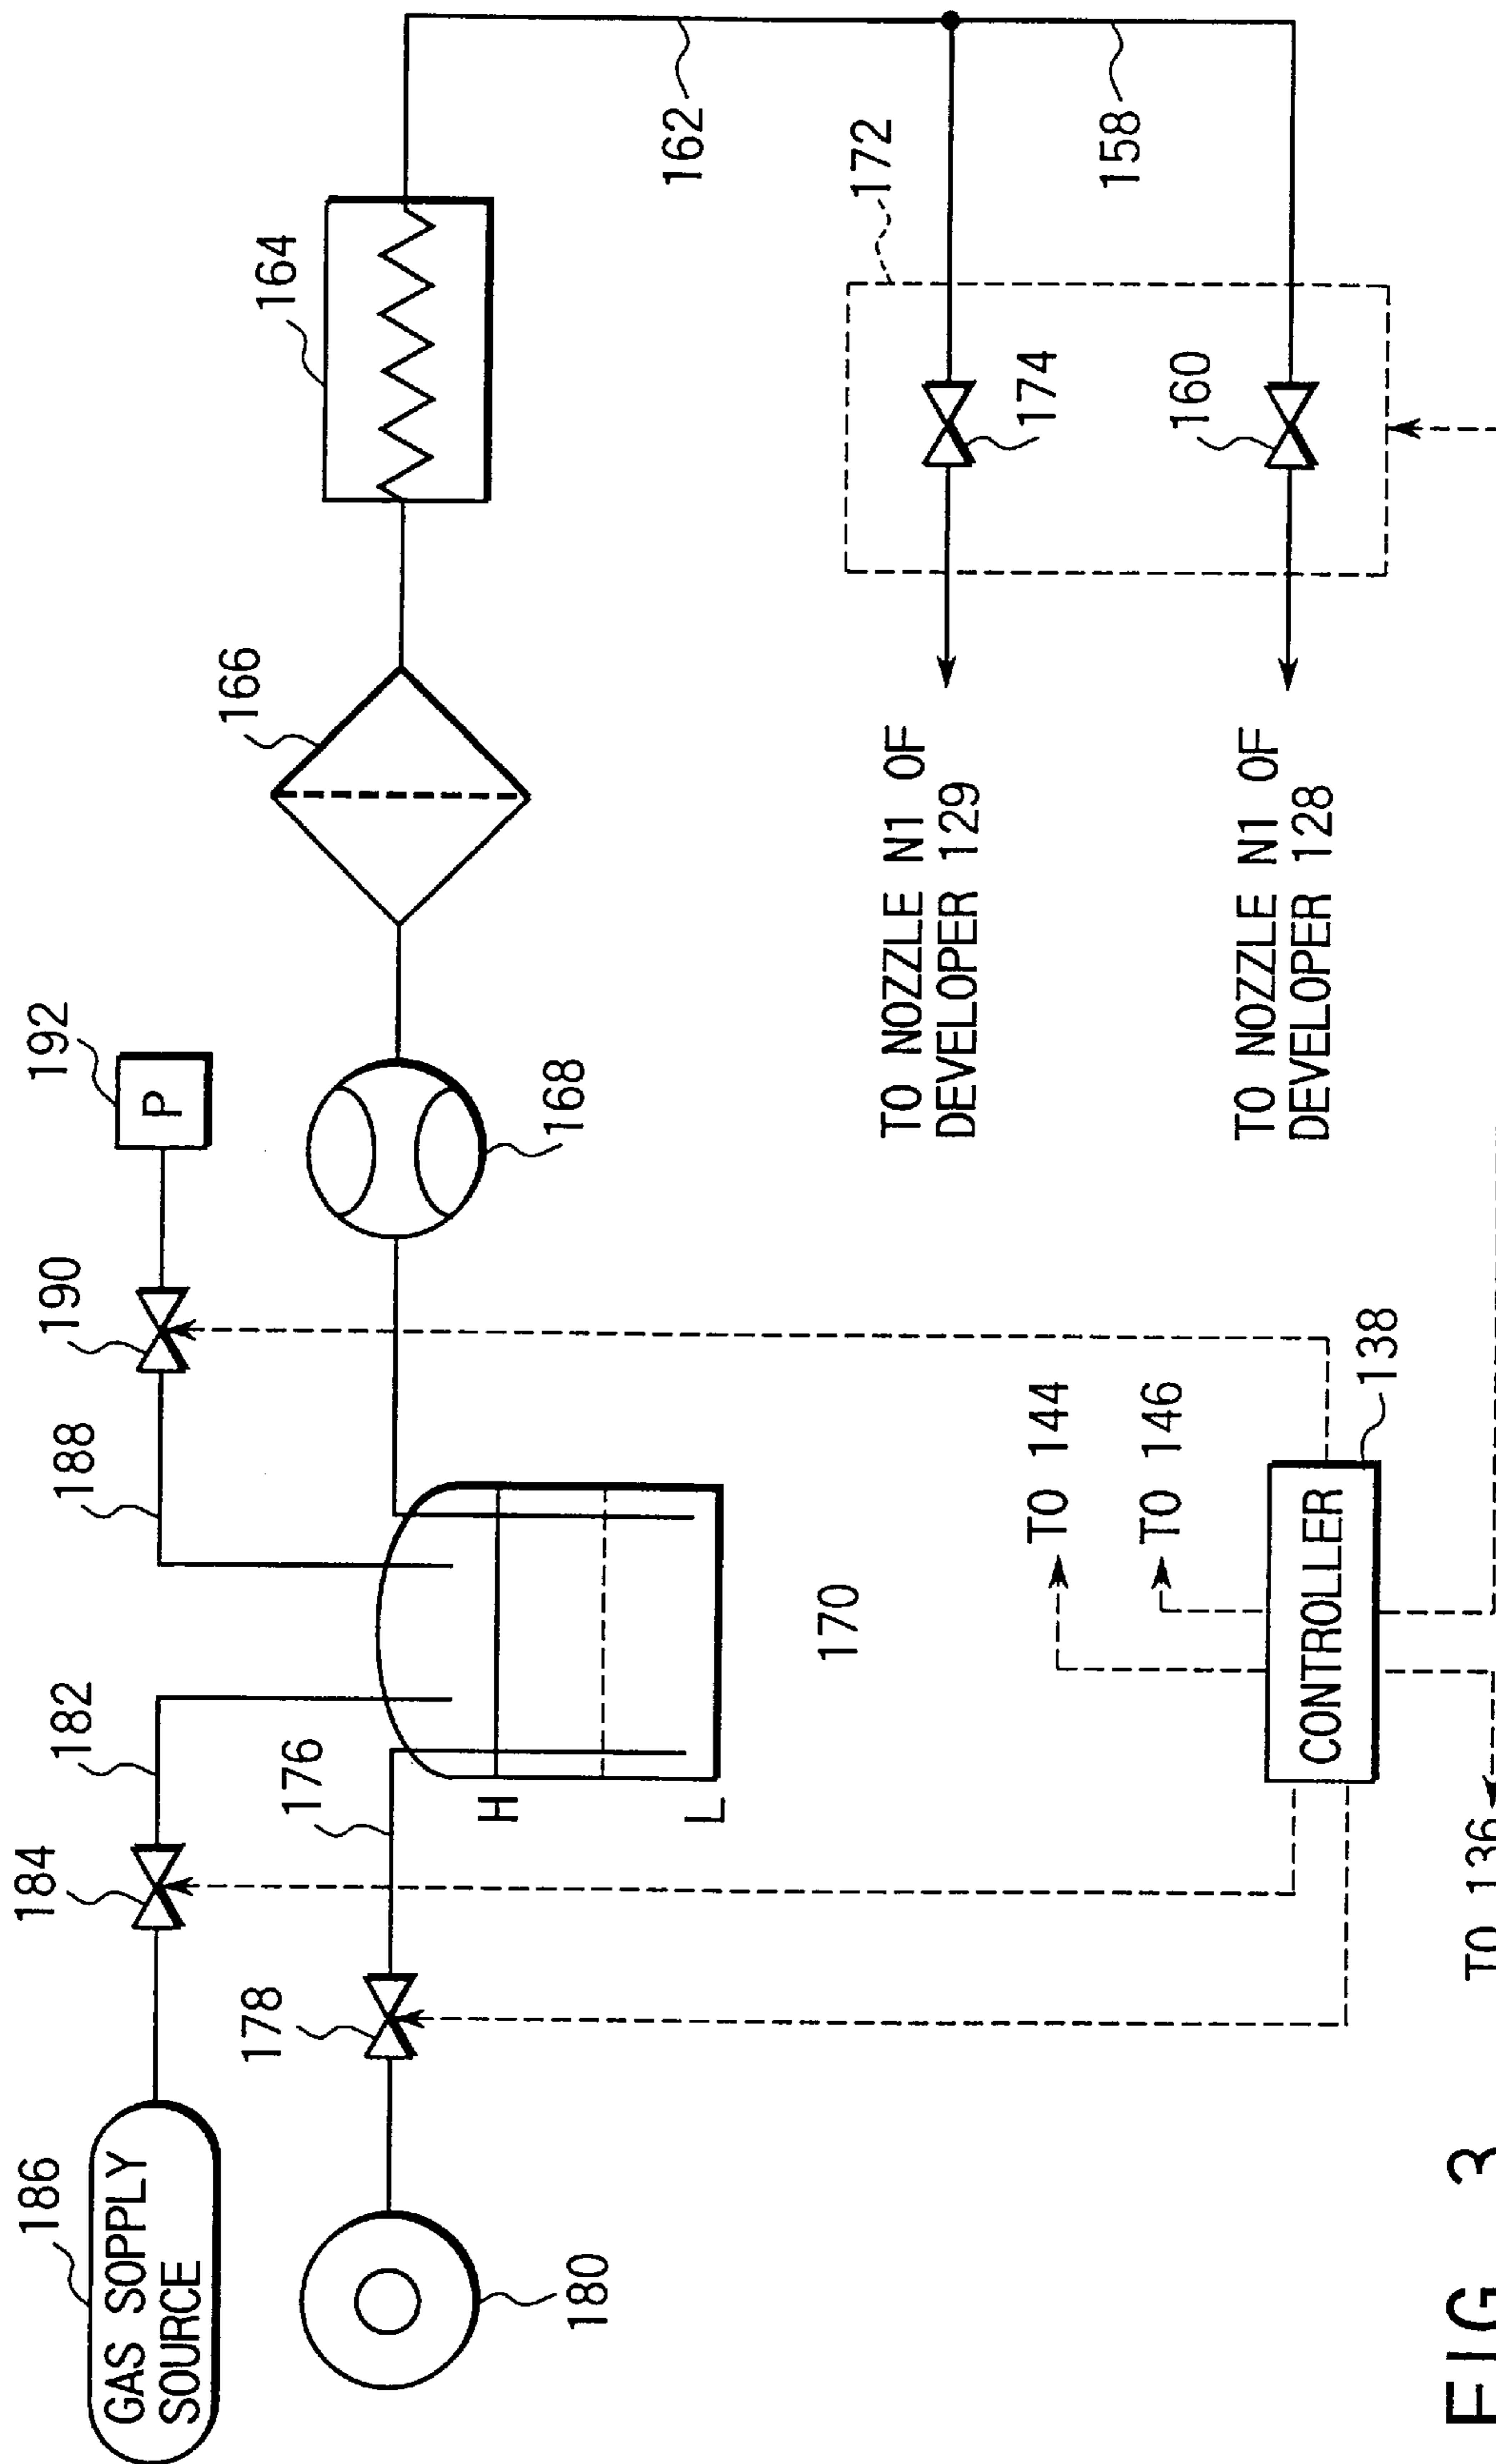 186
GAS SOPPLY
SOURCE
184
182
188
190
192
P
180
178
176
H
L
170
168
166
164
162
158
172
174
160
TO NOZZLE N1 OF
DEVELOPER 129
TO NOZZLE N1 OF
DEVELOPER 128
TO 144
TO 146
138
CONTROLLER
TO 136
FIG. 3